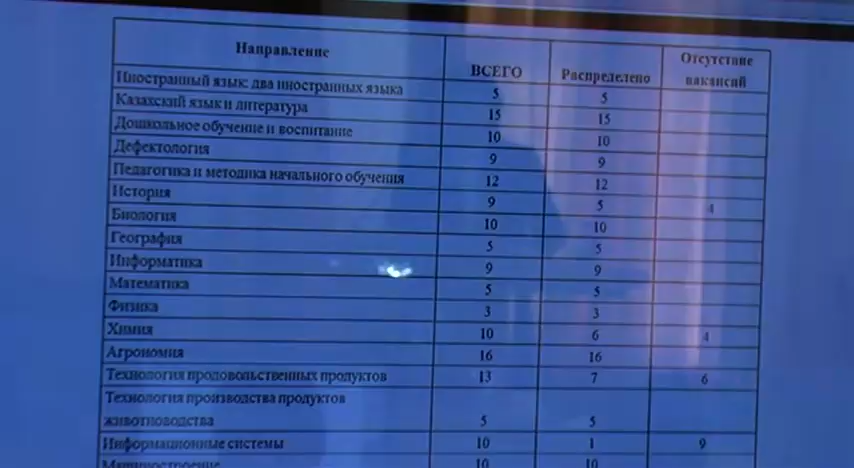 Направление ВСЕГО Распределено Отсутствие вакансий
Иностранный язык: два иностранных языка 5 5
Казахский язык и литература 15 15
Дошкольное обучение и воспитание 10 10
Дефектология 9 9
Педагогика и методика начального обучения 12 12
История 9 5 4
Биология 10 10
География 5 5
Информатика 9 9
Математика 5 5
Физика 3 3
Химия 10 6 4
Агрономия 16 16
Технология продовольственных продуктов 13 7 6
Технология производства продуктов
животноводства 5 5
Информационные системы 10 1 9
Машиностроение 10 10